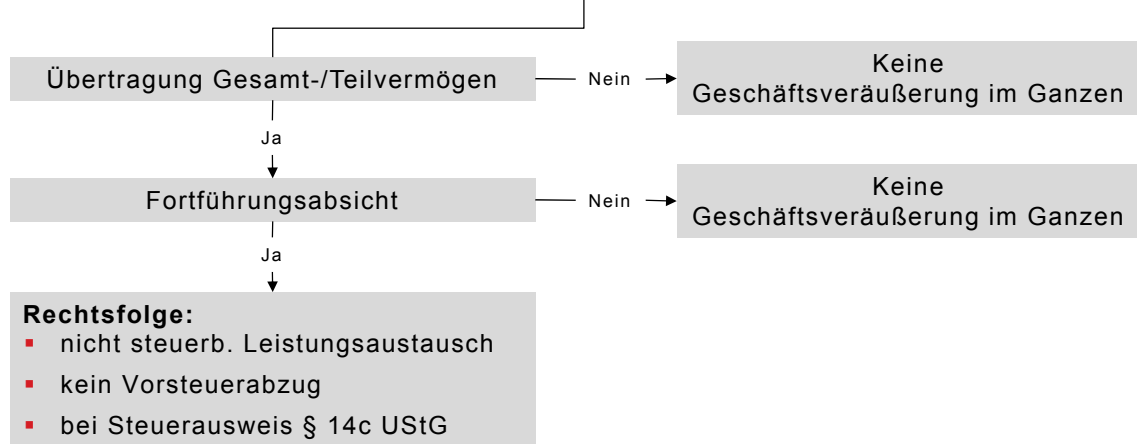 Übertragung Gesamt-/Teilvermögen
Nein
Keine
Geschäftsveräußerung im Ganzen
Ja
Fortführungsabsicht
Nein
Keine
Geschäftsveräußerung im Ganzen
Ja
Rechtsfolge:
▪ nicht steuerb. Leistungsaustausch
▪ kein Vorsteuerabzug
▪ bei Steuerausweis § 14c UStG